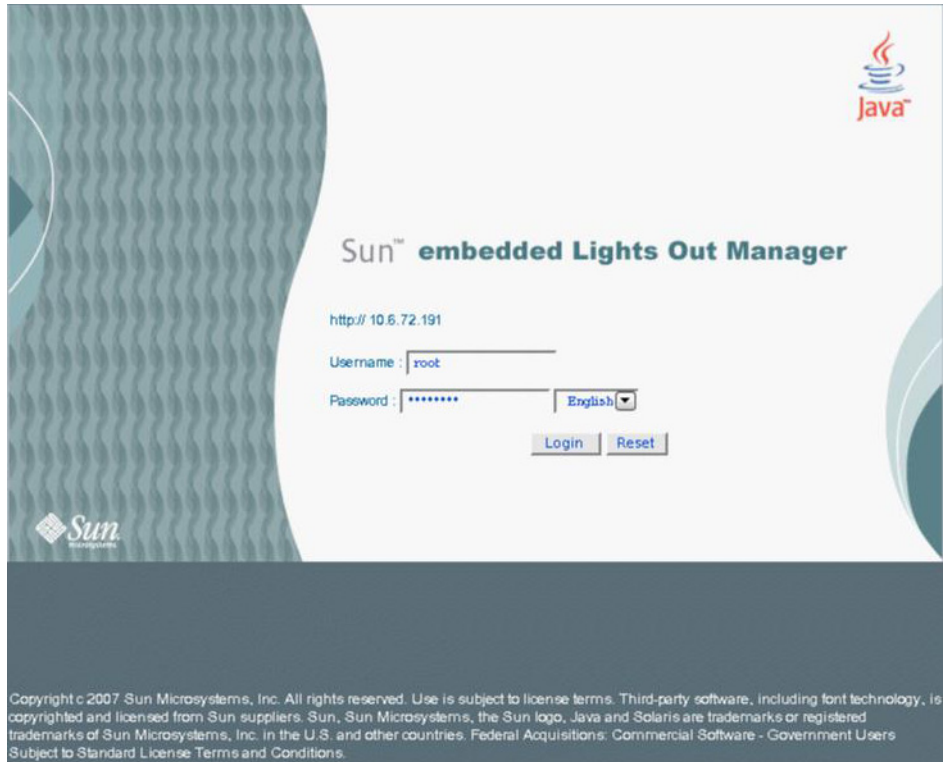 Java™
Sun™ embedded Lights Out Manager
http:// 10.6.72.191
Username : root
Password : •••••••• English
Login Reset
Sun
microsystems
Copyright c 2007 Sun Microsystems, Inc. All rights reserved. Use is subject to license terms. Third-party software, including font technology, is
copyrighted and licensed from Sun suppliers. Sun, Sun Microsystems, the Sun logo, Java and Solaris are trademarks or registered
trademarks of Sun Microsystems, Inc. in the U.S. and other countries. Federal Acquisitions: Commercial Software - Government Users
Subject to Standard License Terms and Conditions.